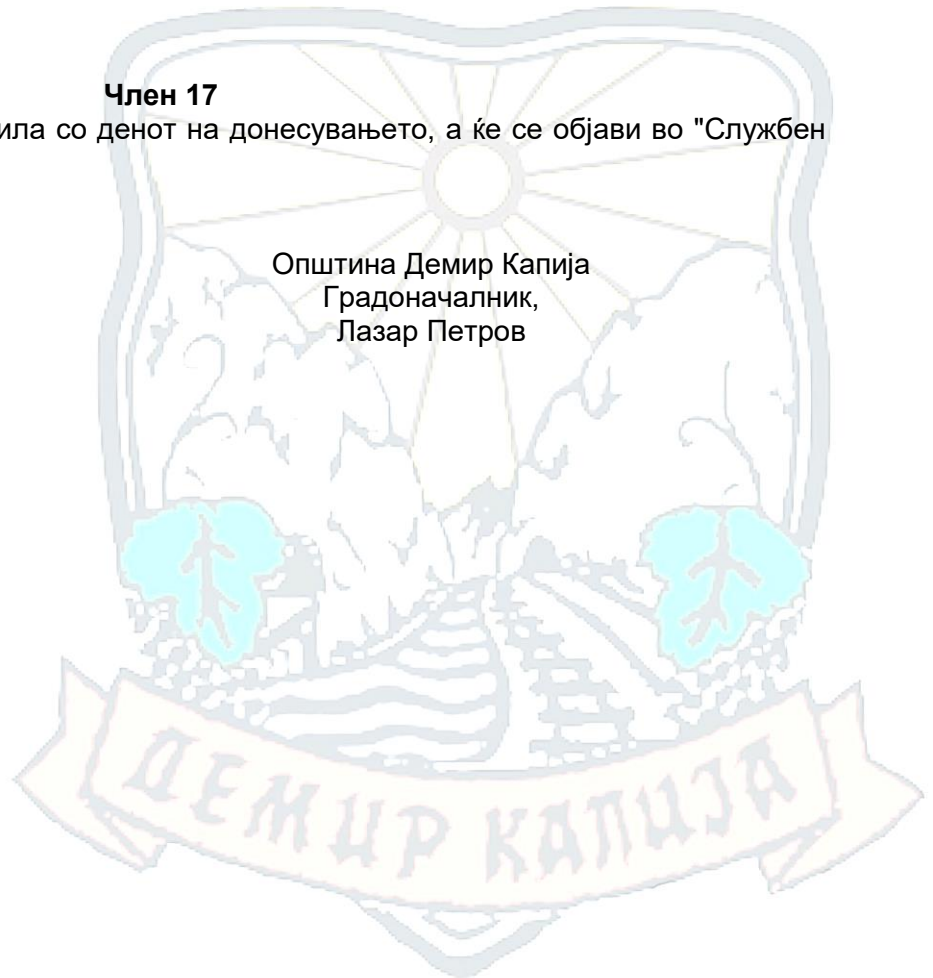 Член 17
ила со денот на донесувањето, а ќе се објави во "Службен
Општина Демир Капија
Градоначалник,
Лазар Петров
ДЕМИР КАПИЈА